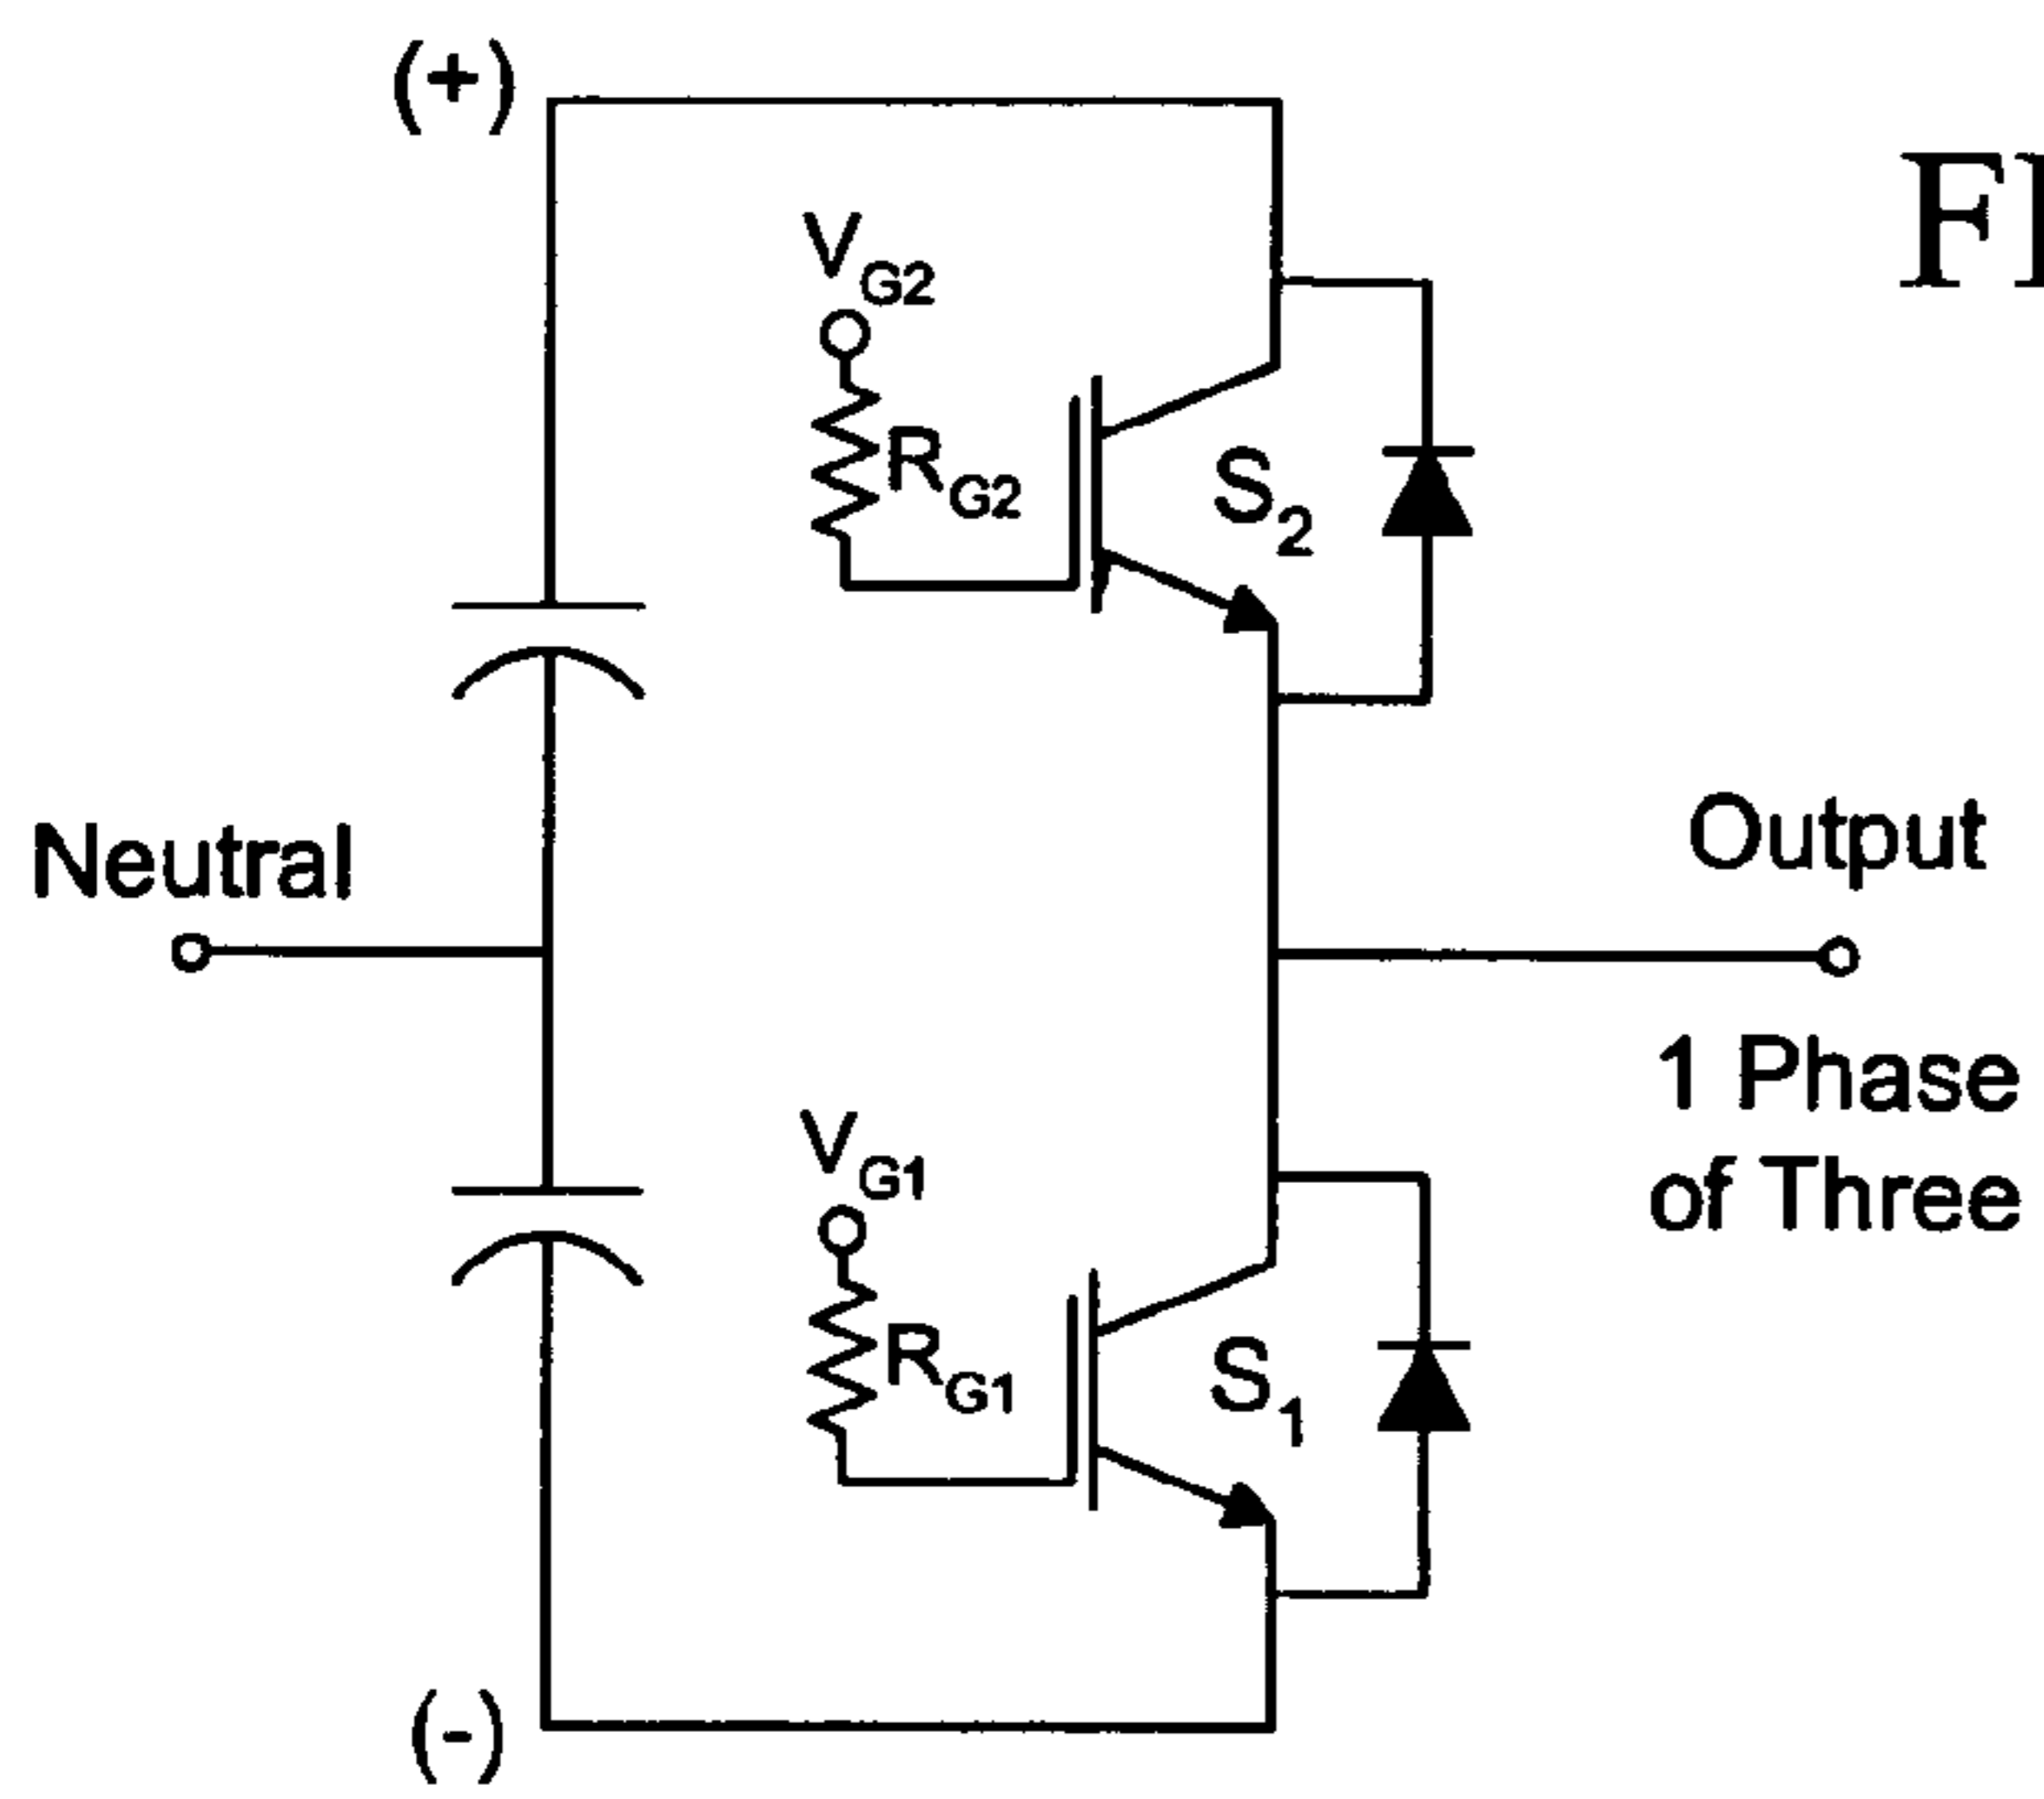 (+)
V_G2
R_G2
S_2
Neutral
Output
1 Phase
of Three
V_G1
R_G1
S_1
(-)